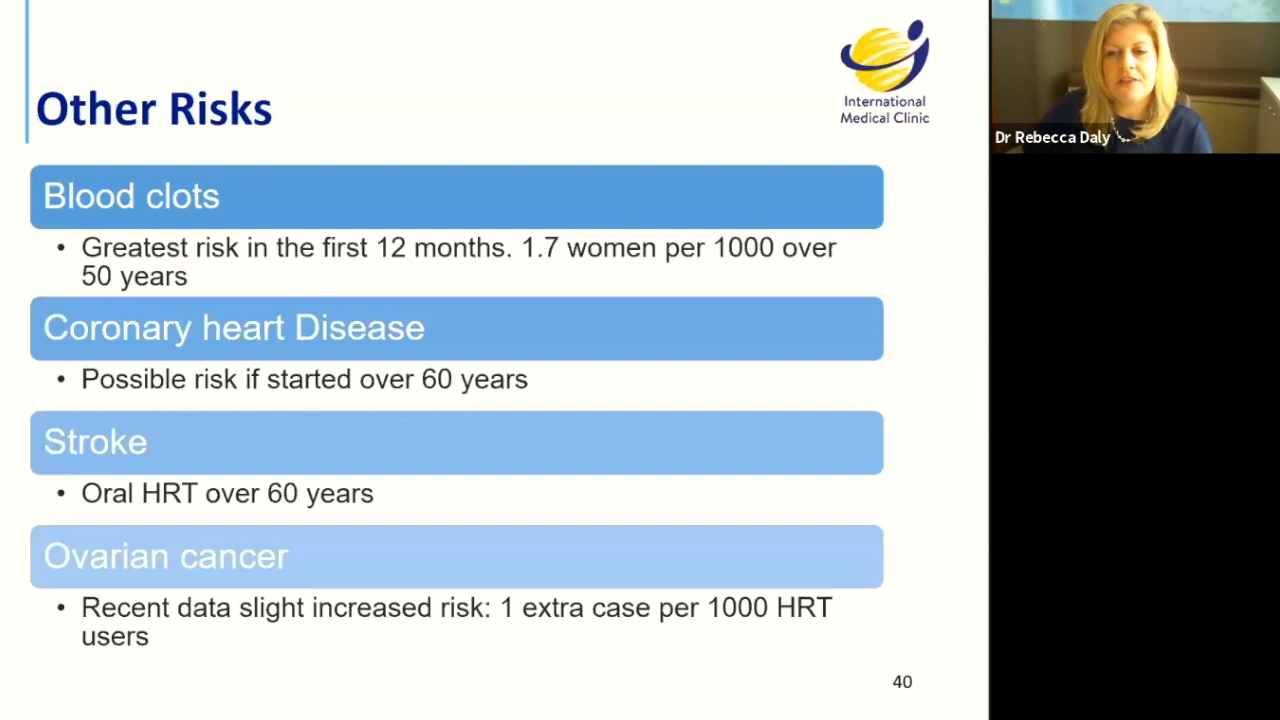 Other Risks
International
Medical Clinic
Dr Rebecca Daly
Blood clots
• Greatest risk in the first 12 months. 1.7 women per 1000 over
50 years
Coronary heart Disease
• Possible risk if started over 60 years
Stroke
• Oral HRT over 60 years
Ovarian cancer
• Recent data slight increased risk: 1 extra case per 1000 HRT
users
40